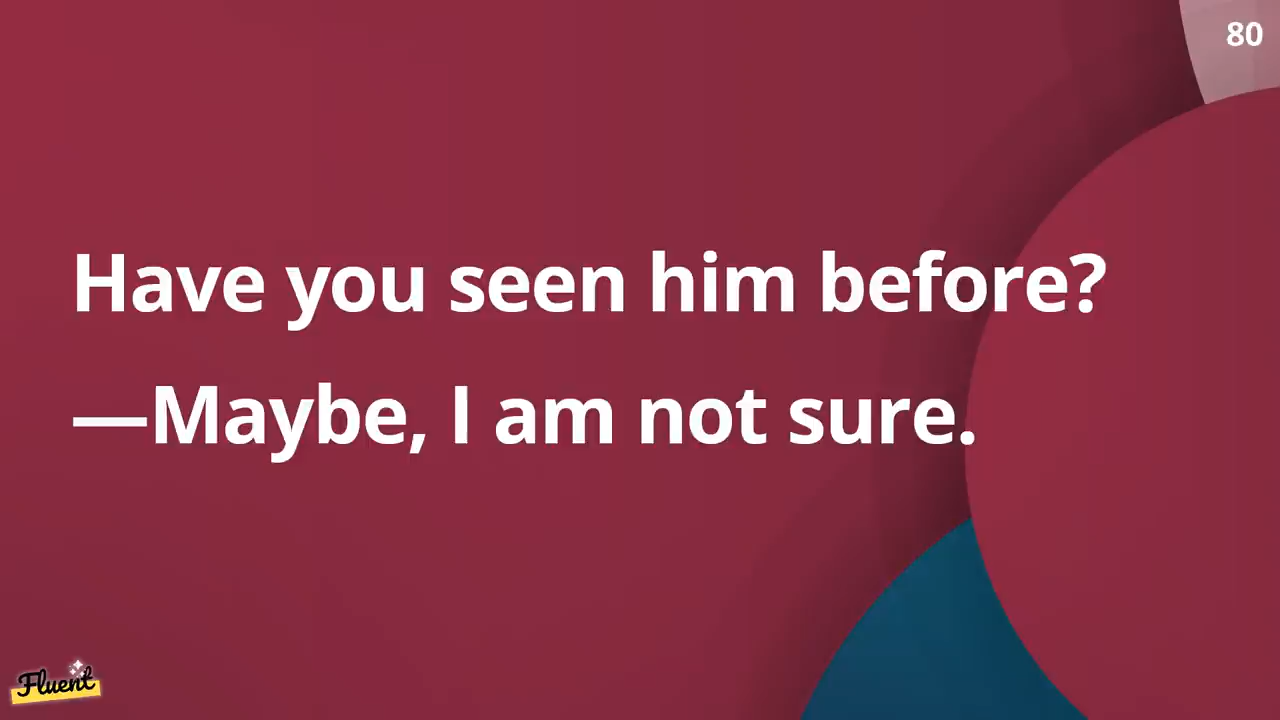 80
Have you seen him before?
—Maybe, I am not sure.
Fluent